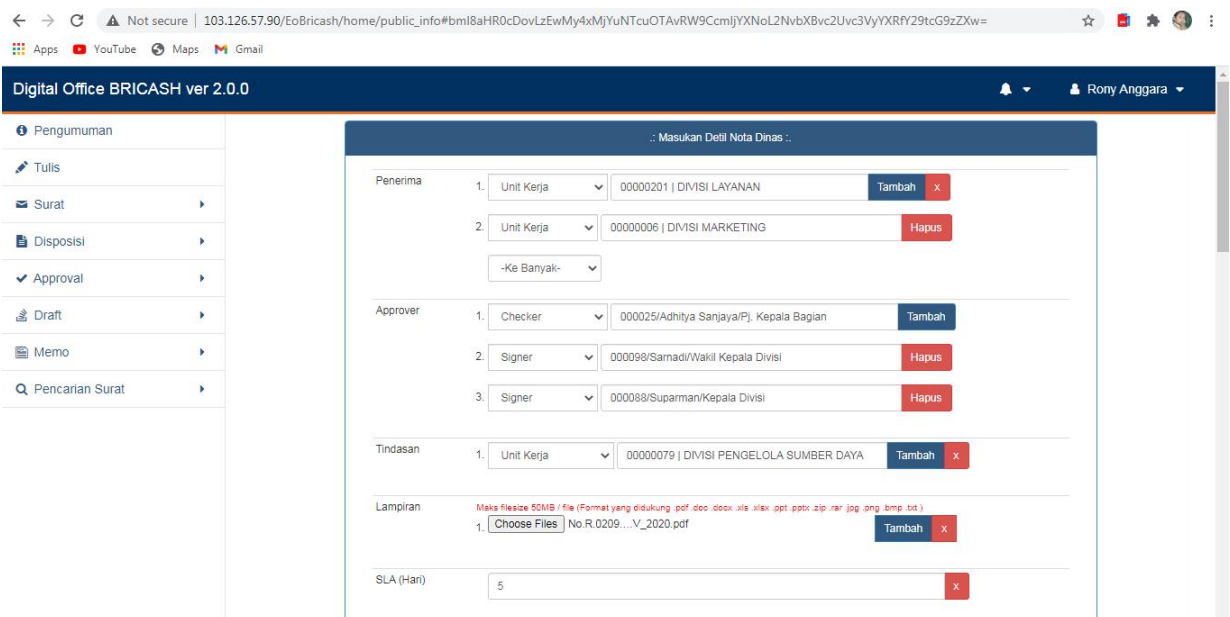 Not secure | 103.126.57.90/EoBricash/home/public_info#bml8aHR0cDovLzEwMy4xMjYuNTcuOTAvRW9CcmljYXNoL2NvbXBvc2Uvc3VyYXRfY29tcG9zZXw=
Apps YouTube Maps Gmail
Digital Office BRICASH ver 2.0.0 Rony Anggara
Pengumuman
Tulis
Surat
Disposisi
Approval
Draft
Memo
Pencarian Surat
.: Masukan Detil Nota Dinas :.
Penerima 1. Unit Kerja 00000201 | DIVISI LAYANAN Tambah x
2. Unit Kerja 00000006 | DIVISI MARKETING Hapus
-Ke Banyak-
Approver 1. Checker 000025/Adhitya Sanjaya/Pj. Kepala Bagian Tambah
2. Signer 000098/Sarnadi/Wakil Kepala Divisi Hapus
3. Signer 000088/Suparman/Kepala Divisi Hapus
Tindasan 1. Unit Kerja 00000079 | DIVISI PENGELOLA SUMBER DAYA Tambah x
Lampiran Maks filesize 50MB / file (Format yang didukung .pdf .doc .docx .xls .xlsx .ppt .pptx .zip .rar .jpg .png .bmp .txt )
1. Choose Files No.R.0209....V_2020.pdf Tambah x
SLA (Hari) 5 x